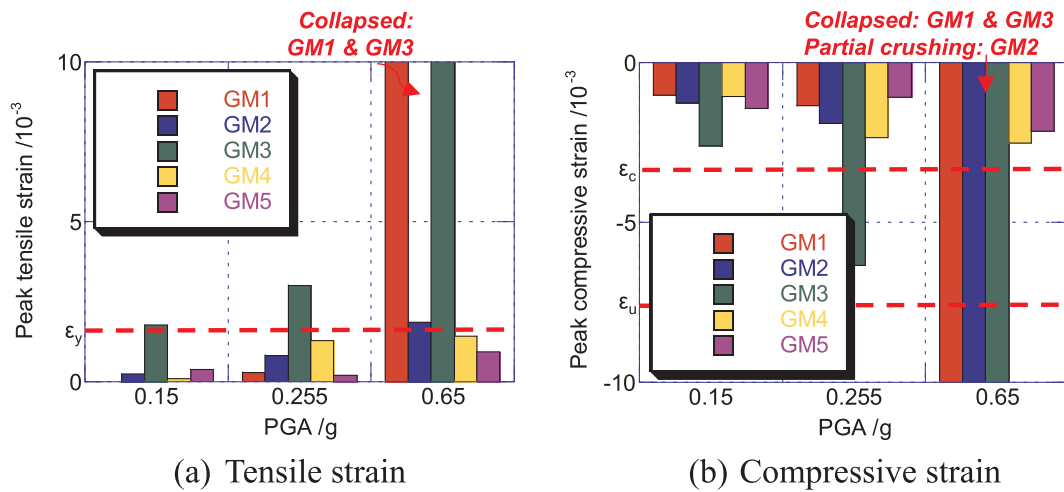 Collapsed:
GM1 & GM3
10
5
0
Peak tensile strain /10⁻³
εy
GM1
GM2
GM3
GM4
GM5
0.15 0.255 0.65
PGA /g
(a) Tensile strain
Collapsed: GM1 & GM3
Partial crushing: GM2
0
-5
-10
Peak compressive strain /10⁻³
εc
εu
GM1
GM2
GM3
GM4
GM5
0.15 0.255 0.65
PGA /g
(b) Compressive strain